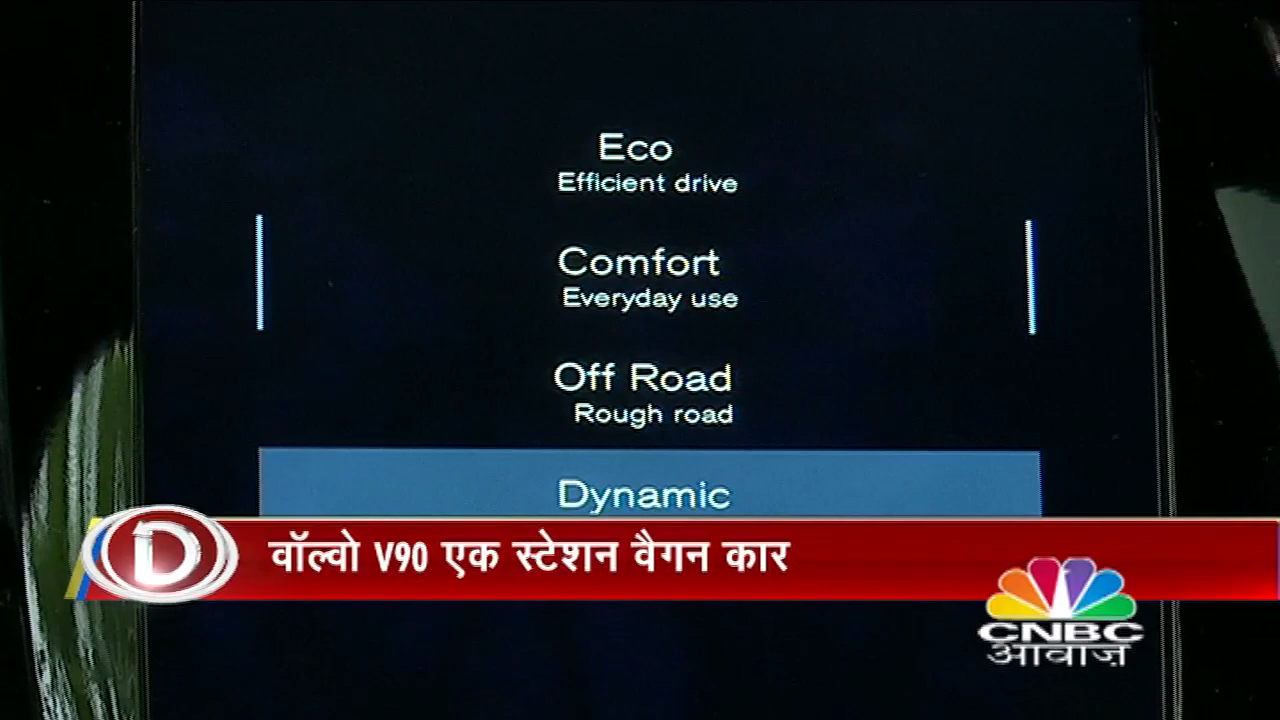 Eco
Efficient drive
Comfort
Everyday use
Off Road
Rough road
Dynamic
D
वॉल्वो V90 एक स्टेशन वैगन कार
CNBC
आवाज़